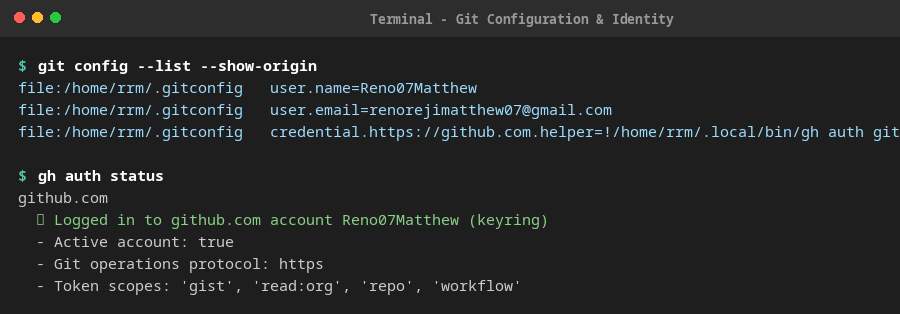 Terminal - Git Configuration & Identity
$ git config --list --show-origin
file:/home/rrm/.gitconfig   user.name=Reno07Matthew
file:/home/rrm/.gitconfig   user.email=renorejimatthew07@gmail.com
file:/home/rrm/.gitconfig   credential.https://github.com.helper=!/home/rrm/.local/bin/gh auth git
$ gh auth status
github.com
Logged in to github.com account Reno07Matthew (keyring)
- Active account: true
- Git operations protocol: https
- Token scopes: 'gist', 'read:org', 'repo', 'workflow'